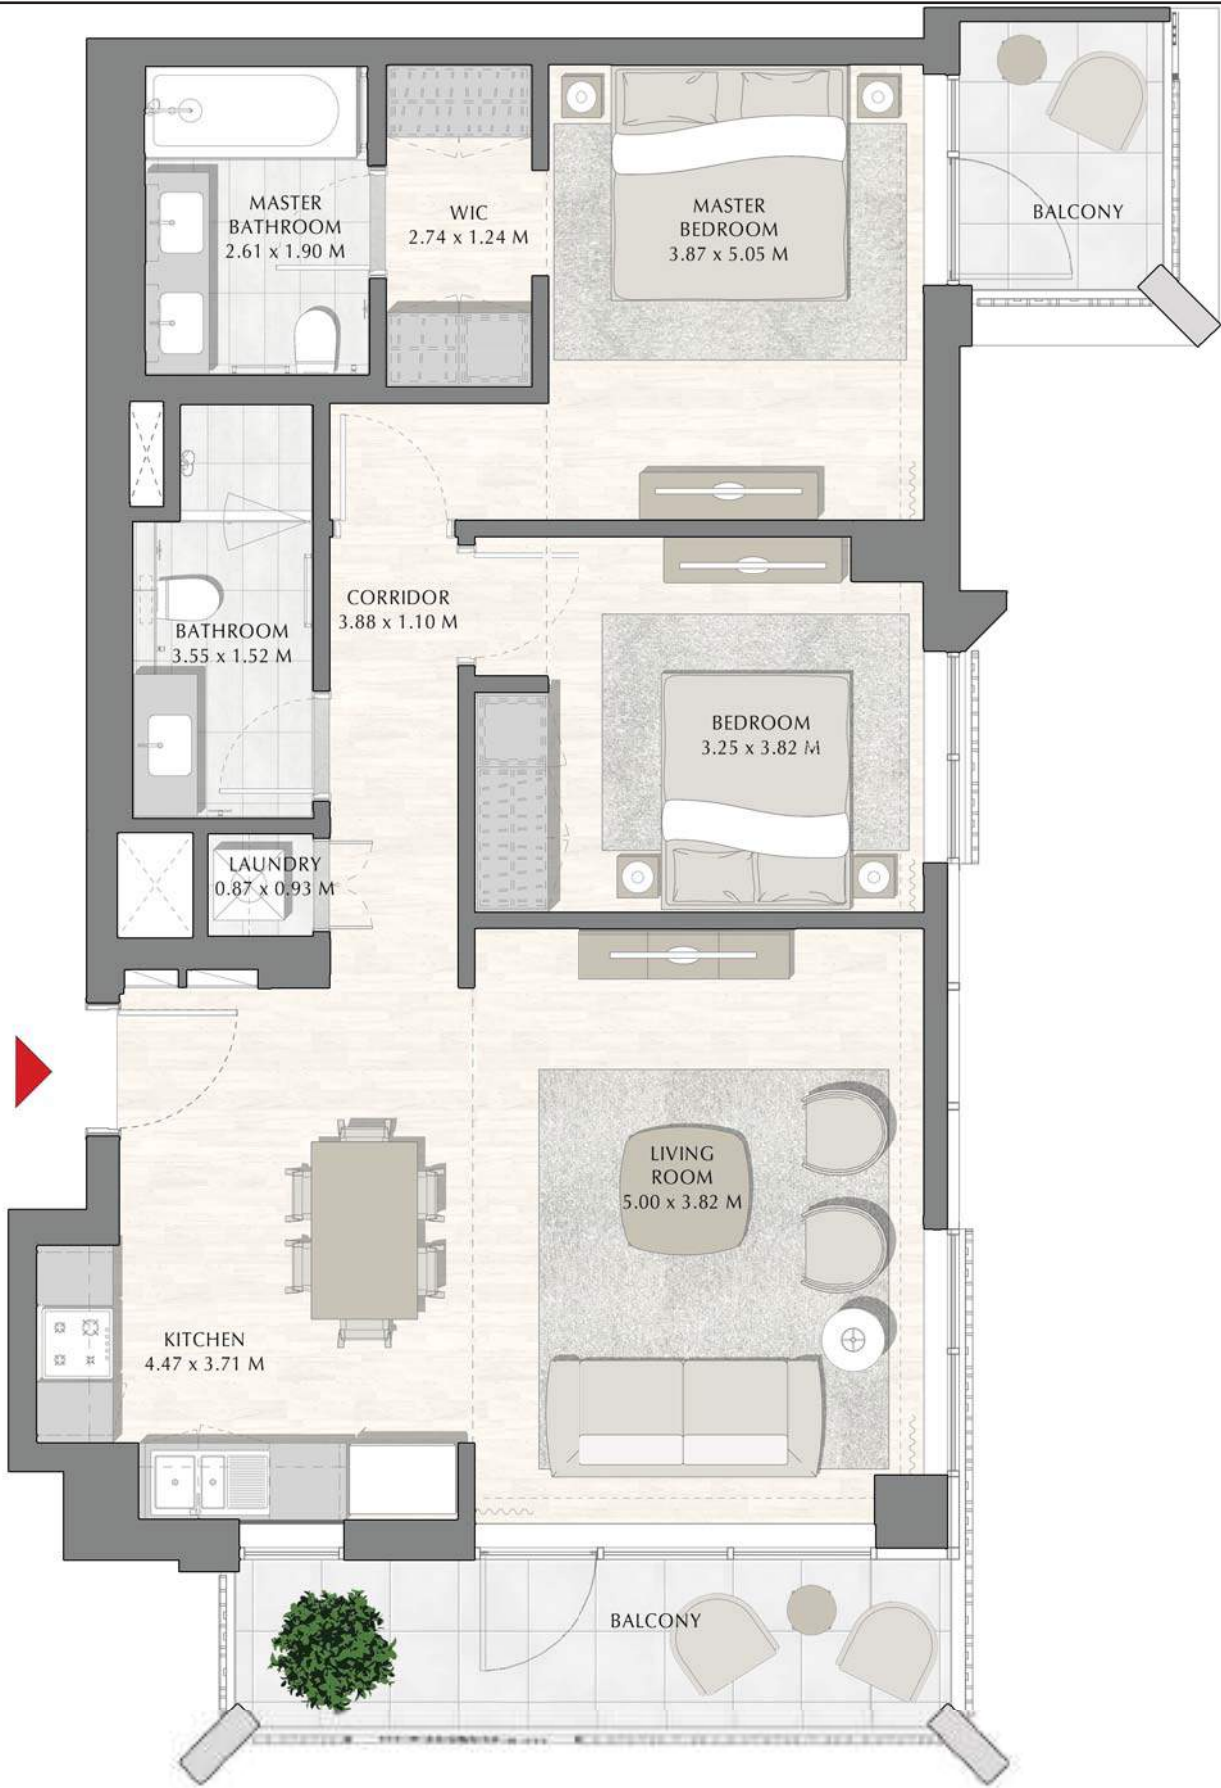 MASTER
BATHROOM
2.61 x 1.90 M
WIC
2.74 x 1.24 M
MASTER
BEDROOM
3.87 x 5.05 M
BALCONY
CORRIDOR
3.88 x 1.10 M
BATHROOM
3.55 x 1.52 M
BEDROOM
3.25 x 3.82 M
LAUNDRY
0.87 x 0.93 M
LIVING
ROOM
5.00 x 3.82 M
KITCHEN
4.47 x 3.71 M
BALCONY